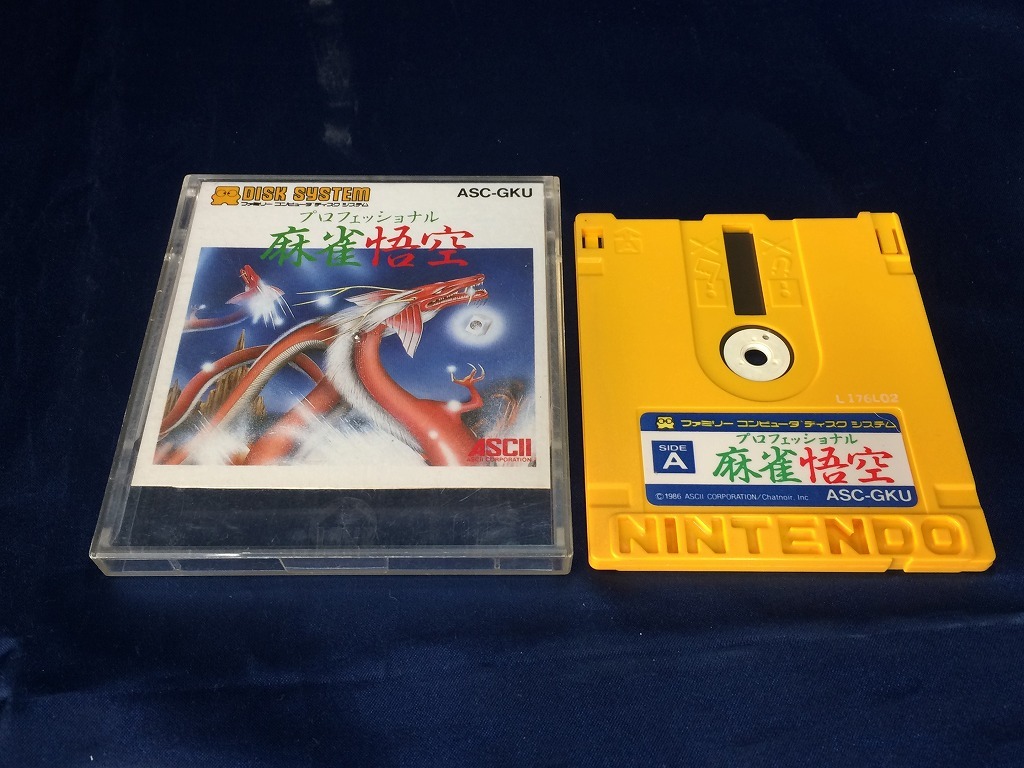 DISK SYSTEM
ファミリー コンピュータ ディスク システム
ASC-GKU
プロフェッショナル
麻雀悟空
ASCII
ASCII CORPORATION
L176L02
ファミリー コンピュータ ディスク システム
SIDE
A
プロフェッショナル
麻雀悟空
©1986 ASCII CORPORATION/Chatnoir, Inc
ASC-GKU
NINTENDO